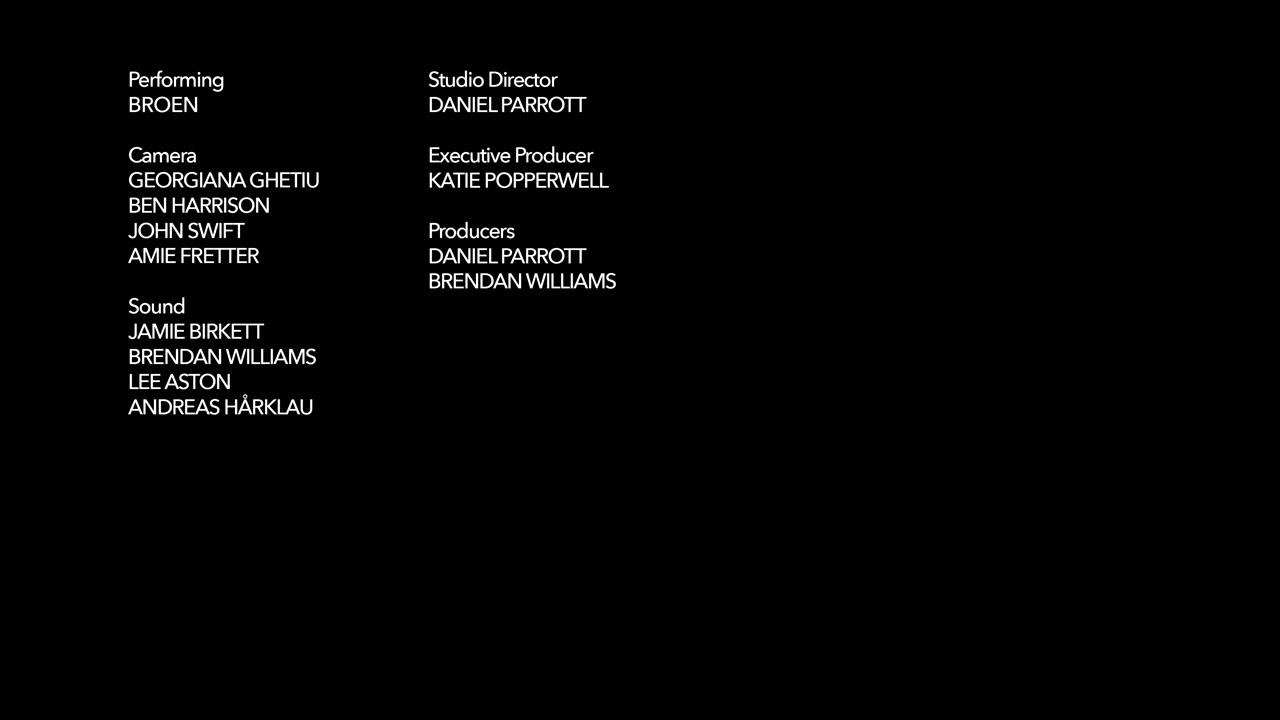 Performing
BROEN
Camera
GEORGIANA GHETIU
BEN HARRISON
JOHN SWIFT
AMIE FRETTER
Sound
JAMIE BIRKETT
BRENDAN WILLIAMS
LEE ASTON
ANDREAS HÅRKLAU
Studio Director
DANIEL PARROTT
Executive Producer
KATIE POPPERWELL
Producers
DANIEL PARROTT
BRENDAN WILLIAMS